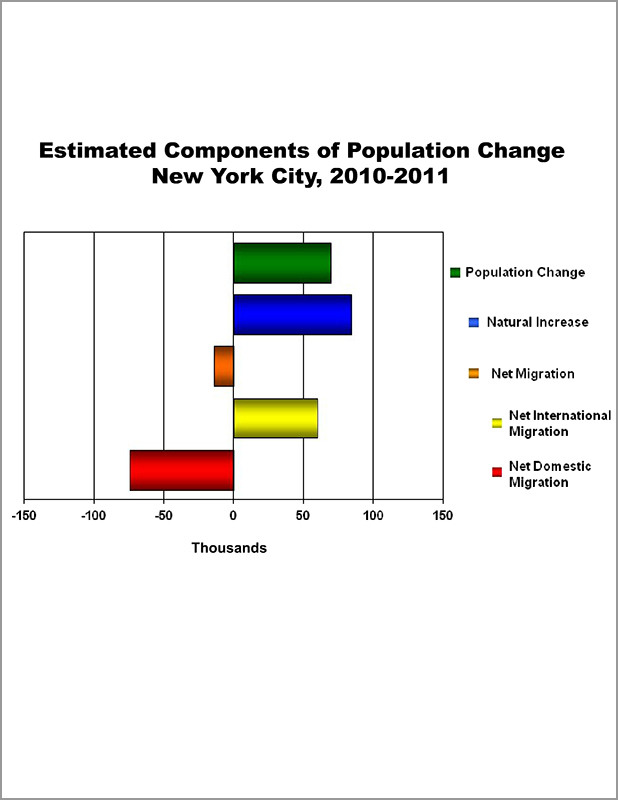 Estimated Components of Population Change
New York City, 2010-2011
Population Change
Natural Increase
Net Migration
Net International
Migration
Net Domestic
Migration
-150 -100 -50 0 50 100 150
Thousands